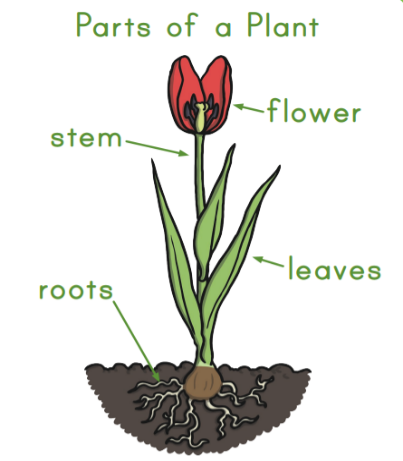 Parts of a Plant
flower
stem
leaves
roots